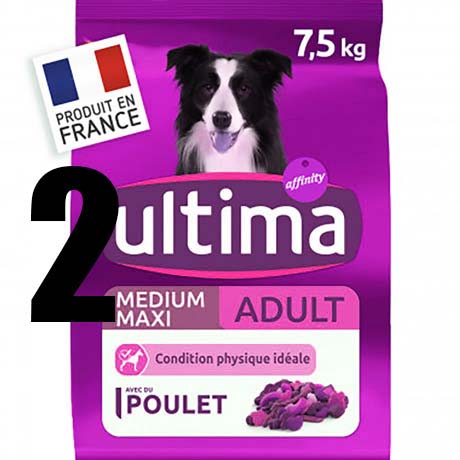 7,5 kg
PRODUIT EN
FRANCE
2
affinity
ultima
MEDIUM
MAXI
ADULT
Condition physique idéale
AVEC DU
POULET